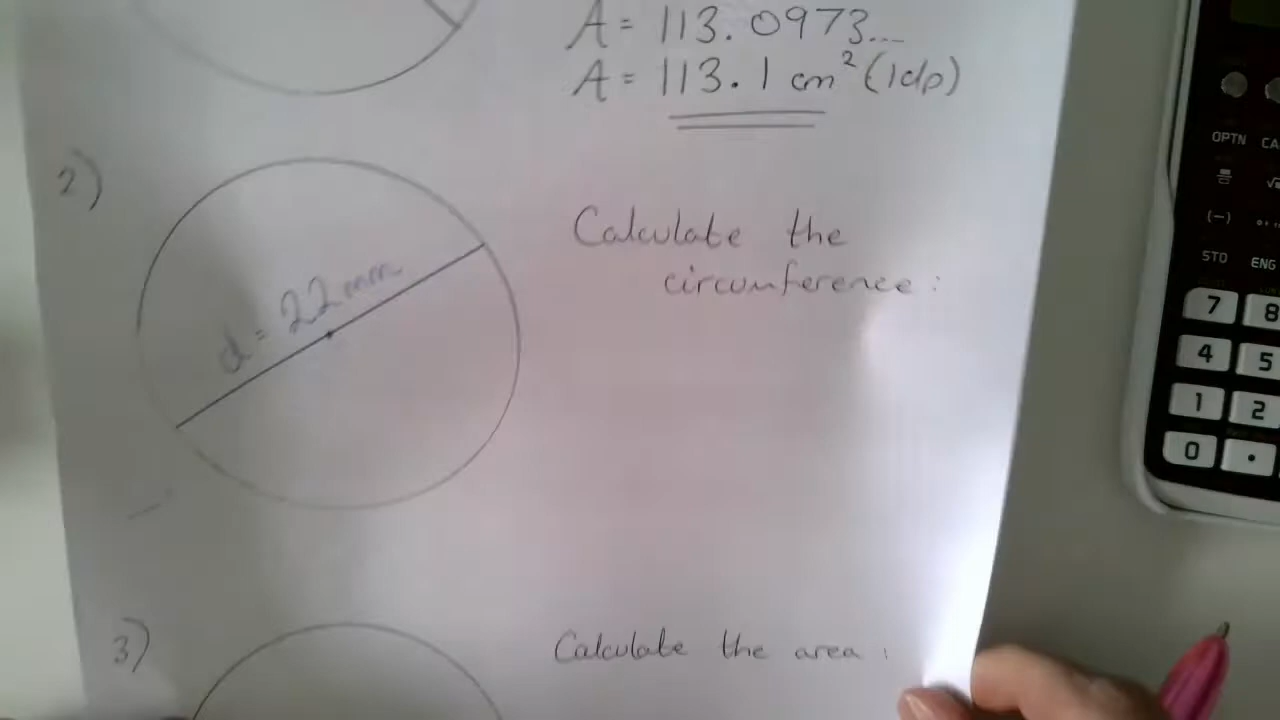 A = 113.0973...
A = 113.1 cm² (1dp)
2)
Calculate the
circumference:
d = 22mm
3)
Calculate the area:
OPTN
(-)
STO
ENG
7
8
4
5
1
2
0
.